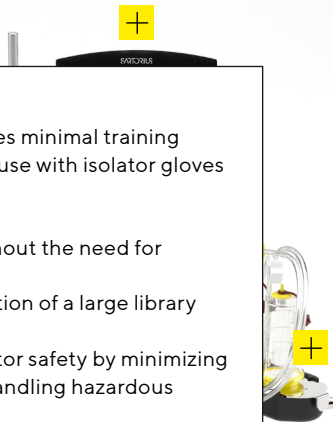 SARTORIUS
es minimal training
use with isolator gloves
out the need for
tion of a large library
tor safety by minimizing
andling hazardous